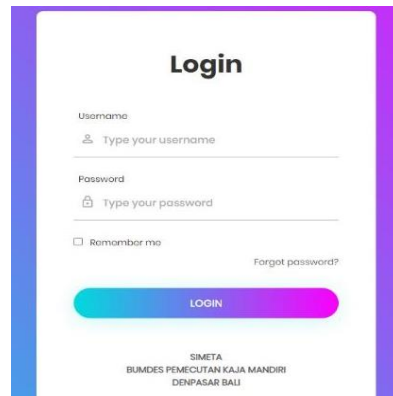 Login
Username
Type your username
Password
Type your password
Remember me
Forgot password?
LOGIN
SIMETA
BUMDES PEMECUTAN KAJA MANDIRI
DENPASAR BALI